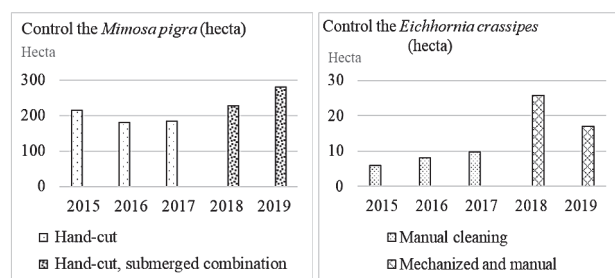 Control the Mimosa pigra (hecta)
Hecta
300
200
100
0
2015 2016 2017 2018 2019
Hand-cut
Hand-cut, submerged combination
Control the Eichhornia crassipes
(hecta)
Hecta
30
20
10
0
2015 2016 2017 2018 2019
Manual cleaning
Mechanized and manual